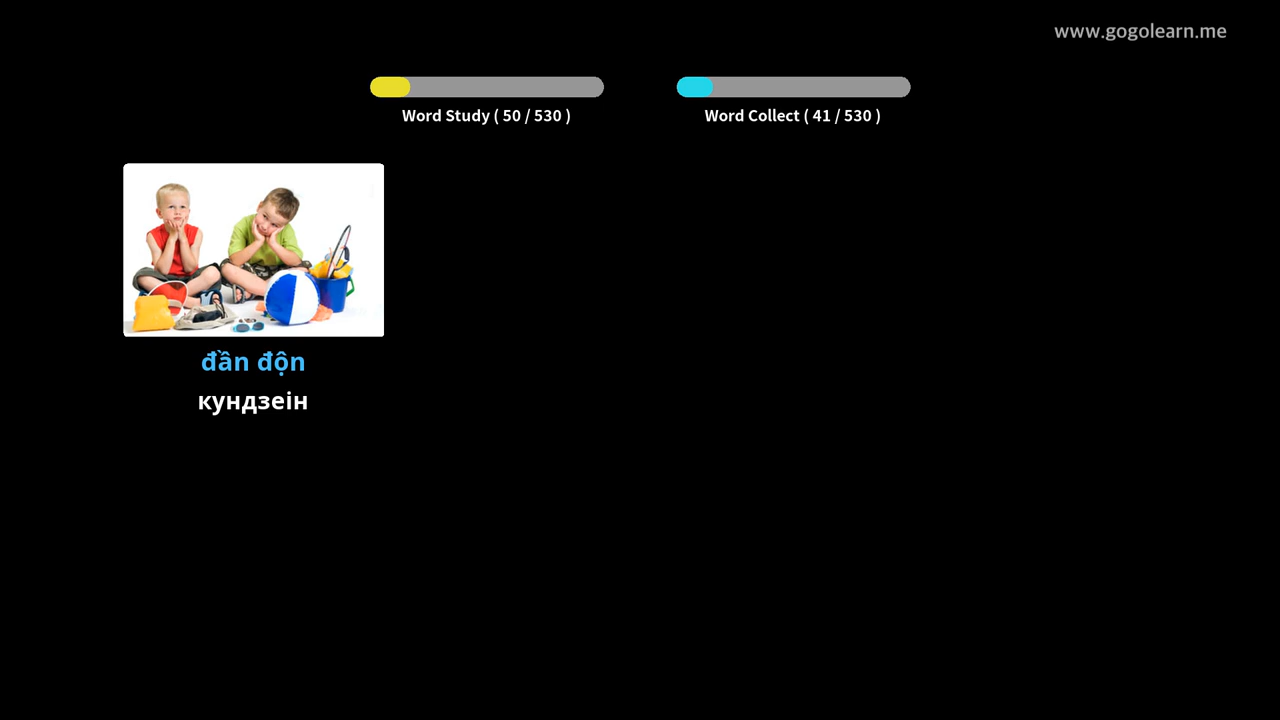 www.gogolearn.me
Word Study ( 50 / 530 )
Word Collect ( 41 / 530 )
đần độn
кундзеін